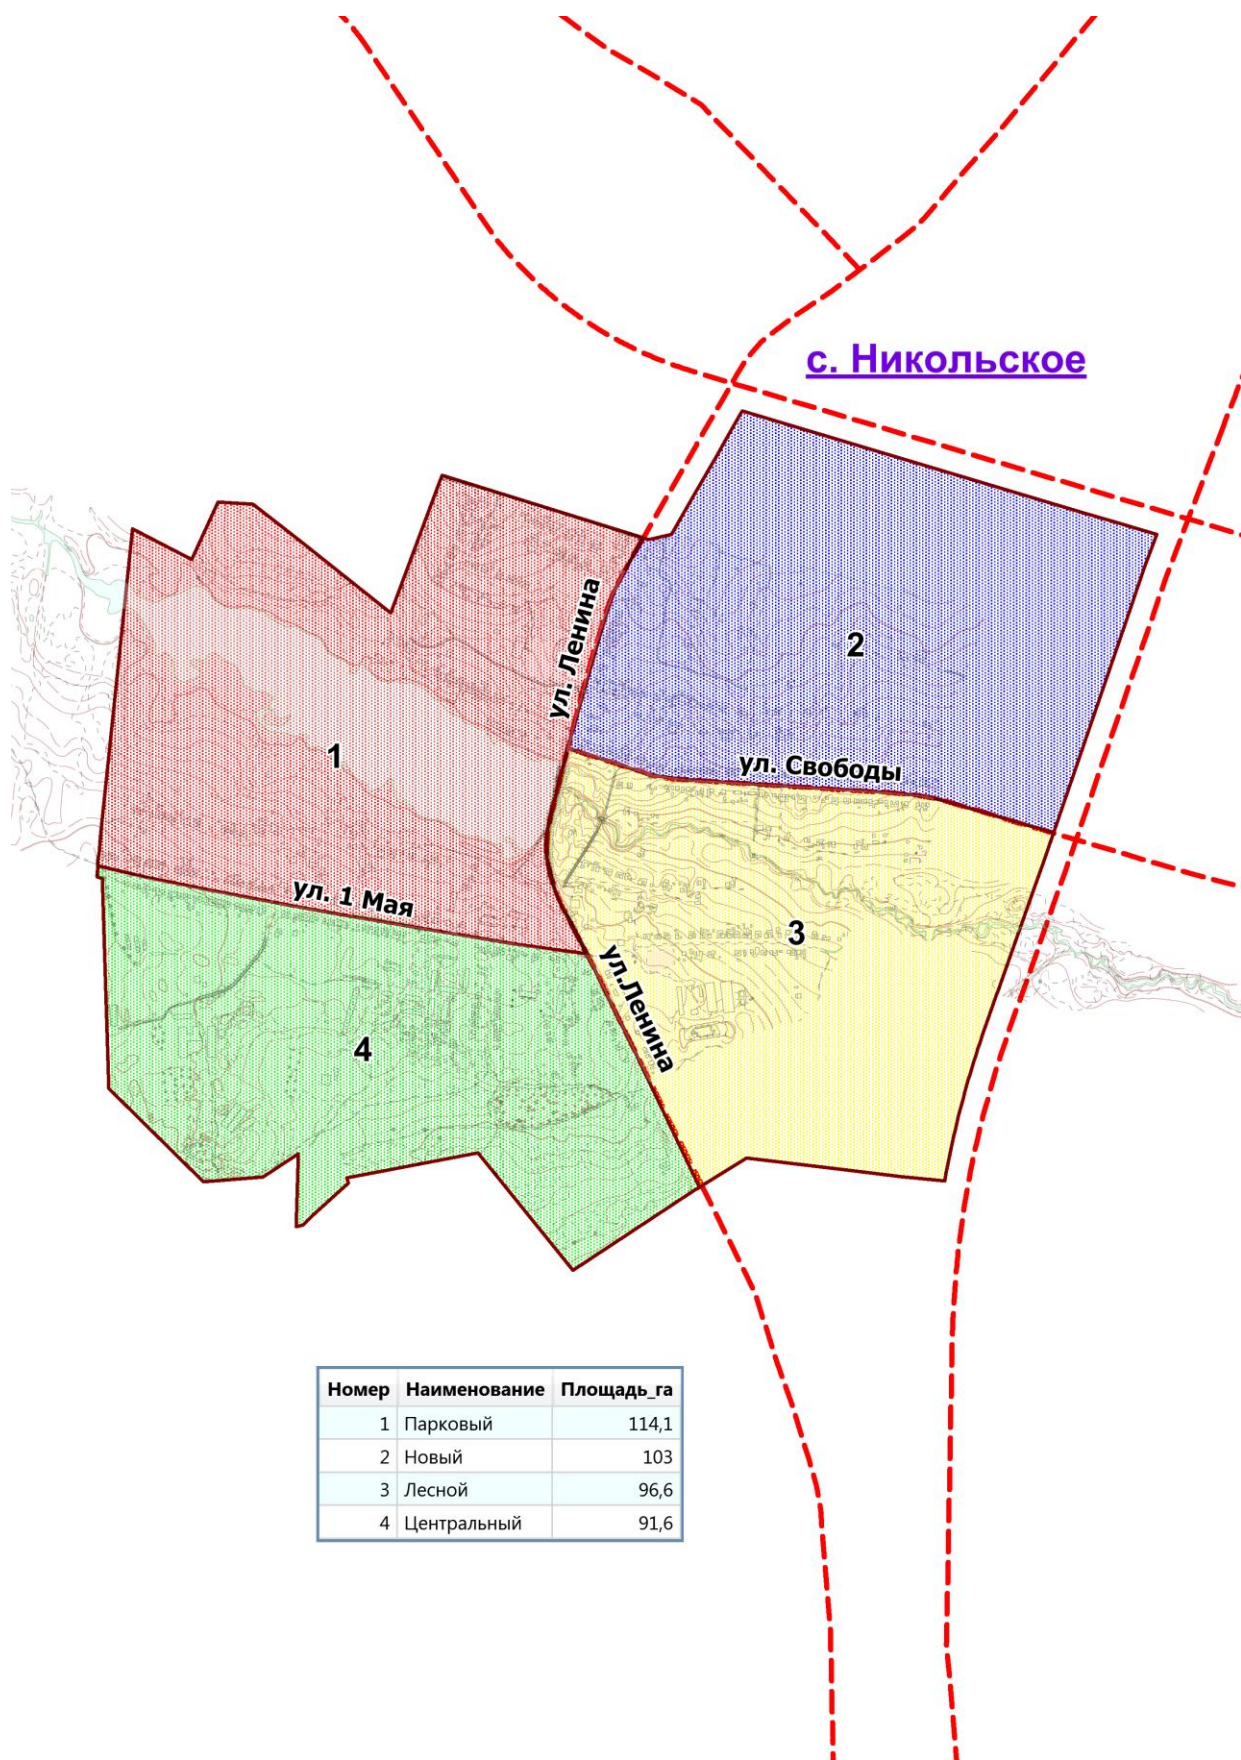 с. Никольское
ул. Ленина
2
1
ул. Свободы
ул. 1 Мая
3
ул.Ленина
4
Номер Наименование Площадь_га
1 Парковый 114,1
2 Новый 103
3 Лесной 96,6
4 Центральный 91,6